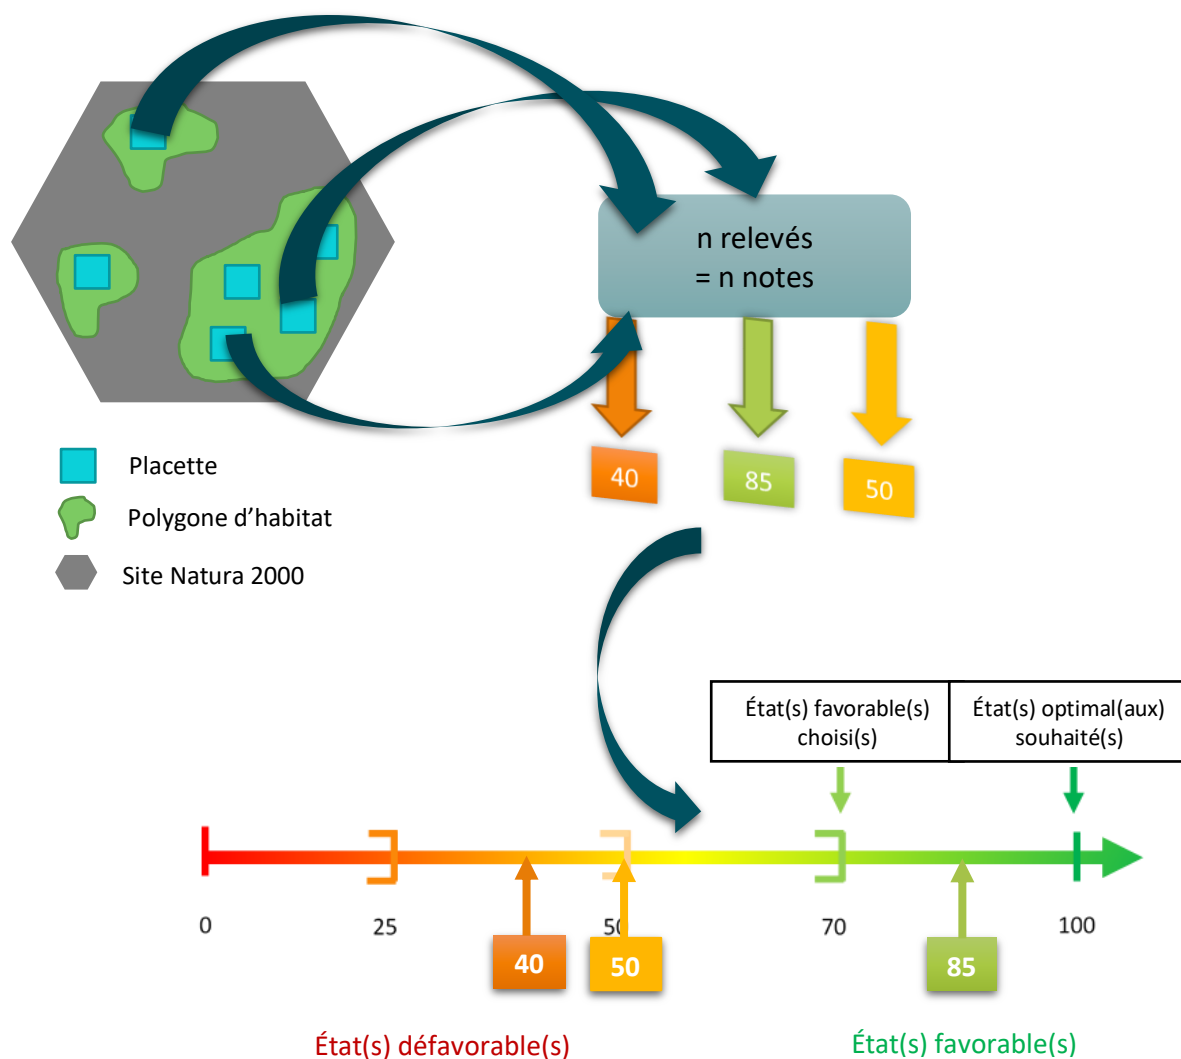 n relevés
= n notes
40
85
50
Placette
Polygone d’habitat
Site Natura 2000
État(s) favorable(s)
choisi(s)
État(s) optimal(aux)
souhaité(s)
0
25
50
70
100
40
50
85
État(s) défavorable(s)
État(s) favorable(s)